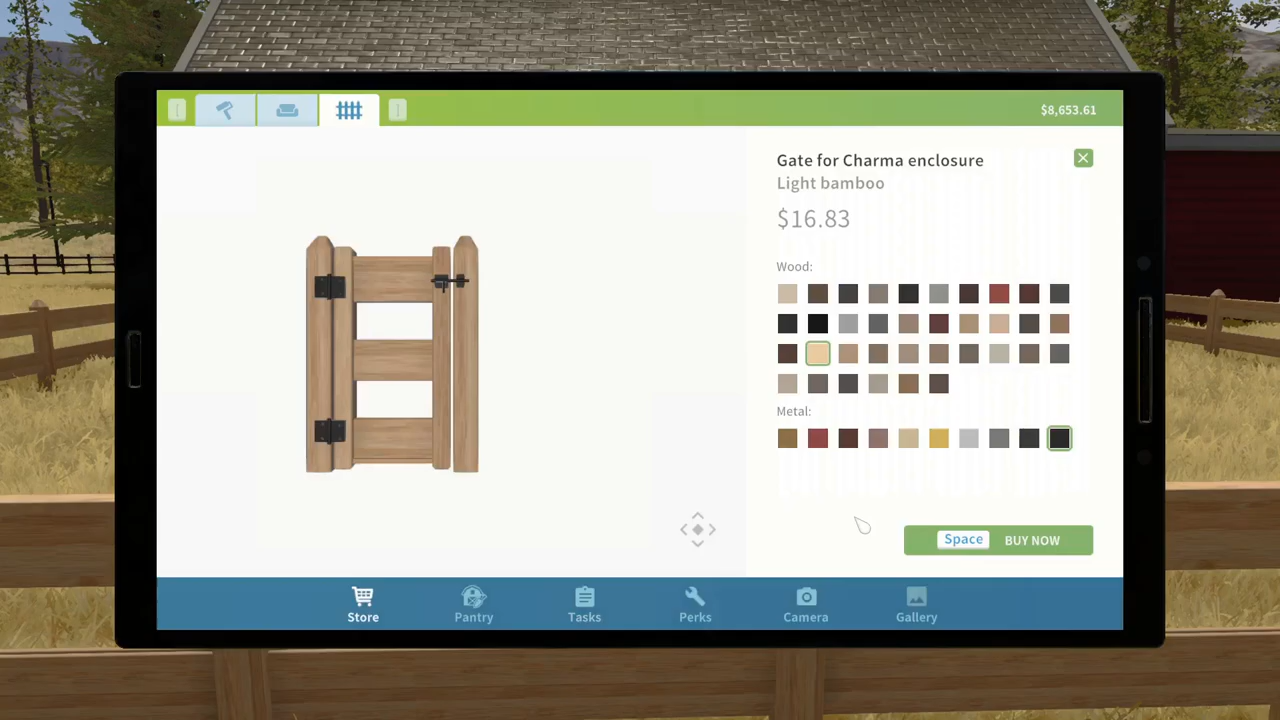 $8,653.61
Gate for Charma enclosure
Light bamboo
$16.83
Wood:
Metal:
Space BUY NOW
Store
Pantry
Tasks
Perks
Camera
Gallery